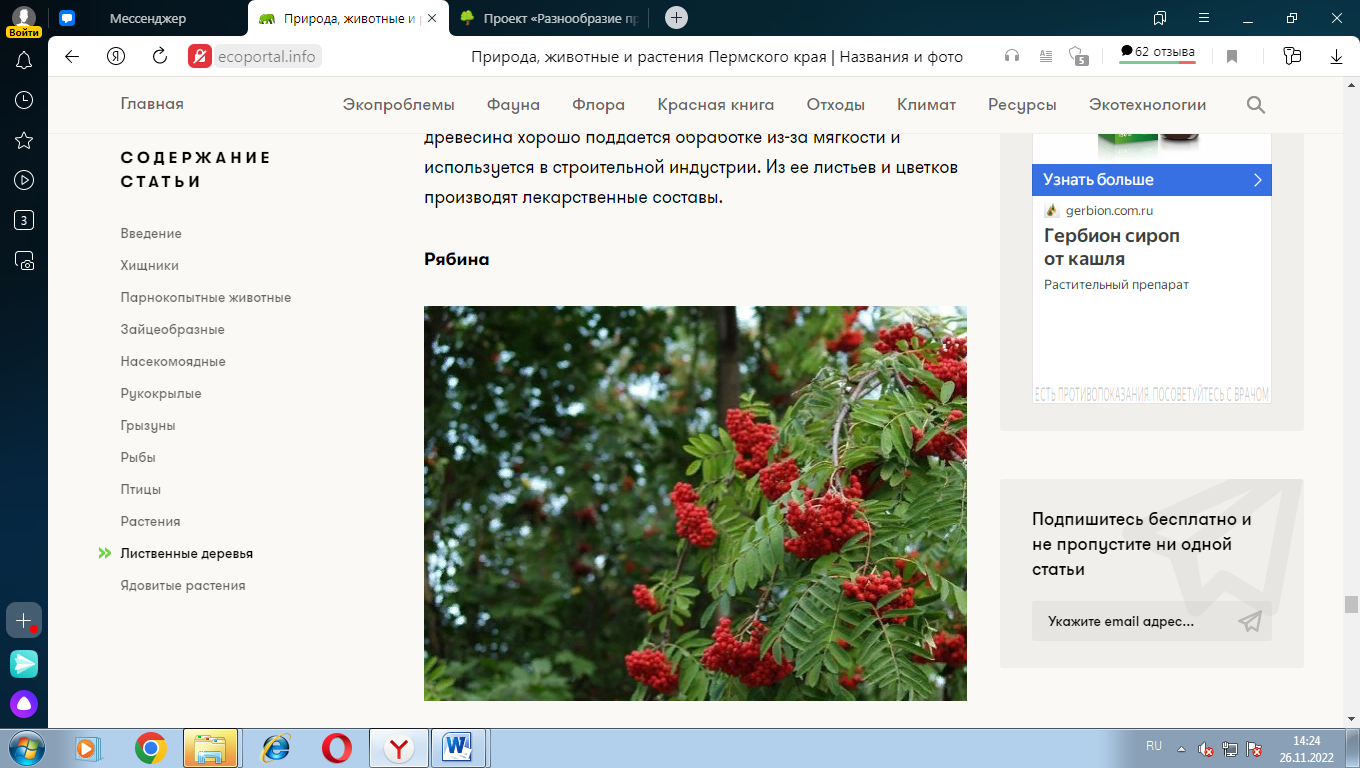 Войти
Мессенджер
Природа, животные и
Проект «Разнообразие пр
ecoportal.info
Природа, животные и растения Пермского края | Названия и фото
5
62 отзыва
3
Главная
Экопроблемы
Фауна
Флора
Красная книга
Отходы
Климат
Ресурсы
Экотехнологии
СОДЕРЖАНИЕ
СТАТЬИ
Введение
Хищники
Парнокопытные животные
Зайцеобразные
Насекомоядные
Рукокрылые
Грызуны
Рыбы
Птицы
Растения
Лиственные деревья
Ядовитые растения
древесина хорошо поддается обработке из-за мягкости и
используется в строительной индустрии. Из ее листьев и цветков
производят лекарственные составы.
Рябина
Узнать больше
gerbion.com.ru
Гербион сироп
от кашля
Растительный препарат
ЕСТЬ ПРОТИВОПОКАЗАНИЯ. ПОСОВЕТУЙТЕСЬ С ВРАЧОМ
Подпишитесь бесплатно и
не пропустите ни одной
статьи
Укажите email адрес...
RU
14:24
26.11.2022